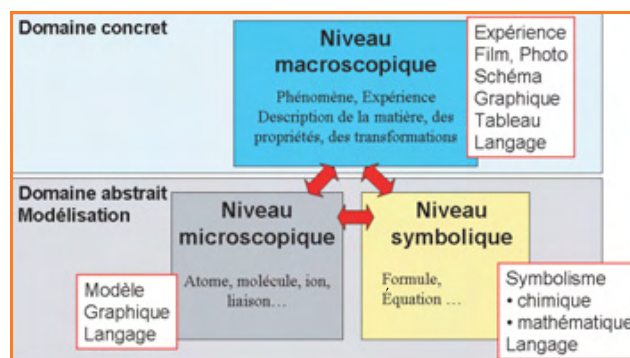 Domaine concret
Niveau
macroscopique
Phénomène, Expérience
Description de la matière, des
propriétés, des transformations
Expérience
Film, Photo
Schéma
Graphique
Tableau
Langage
Domaine abstrait
Modélisation
Niveau
microscopique
Atome, molécule, ion,
liaison…
Modèle
Graphique
Langage
Niveau
symbolique
Formule,
Équation …
Symbolisme
• chimique
• mathématique
Langage